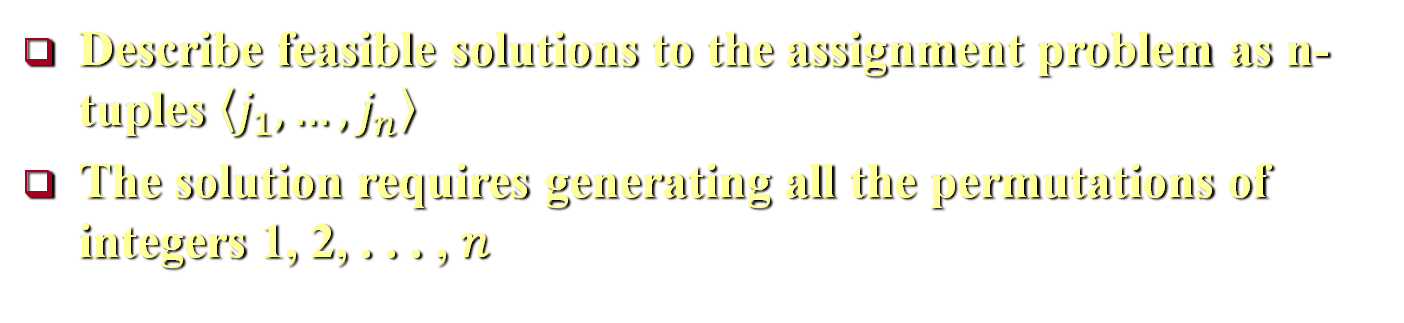 ❑ Describe feasible solutions to the assignment problem as n-
tuples ⟨j₁, … , jₙ⟩
❑ The solution requires generating all the permutations of
integers 1, 2, . . . , n